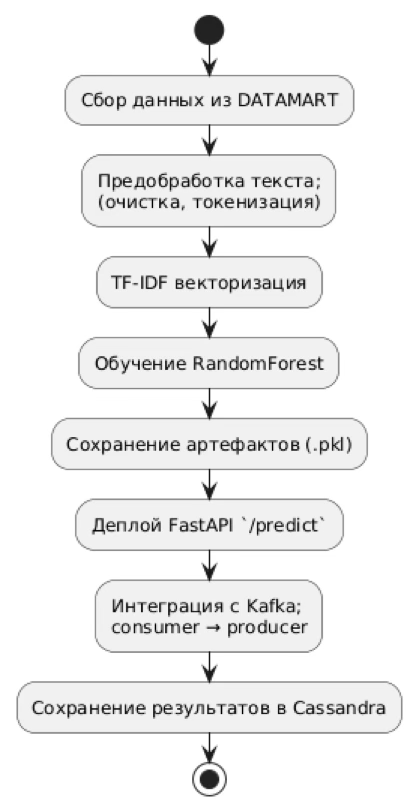 Сбор данных из DATAMART
Предобработка текста;
(очистка, токенизация)
TF-IDF векторизация
Обучение RandomForest
Сохранение артефактов (.pkl)
Деплой FastAPI `/predict`
Интеграция с Kafka;
consumer → producer
Сохранение результатов в Cassandra